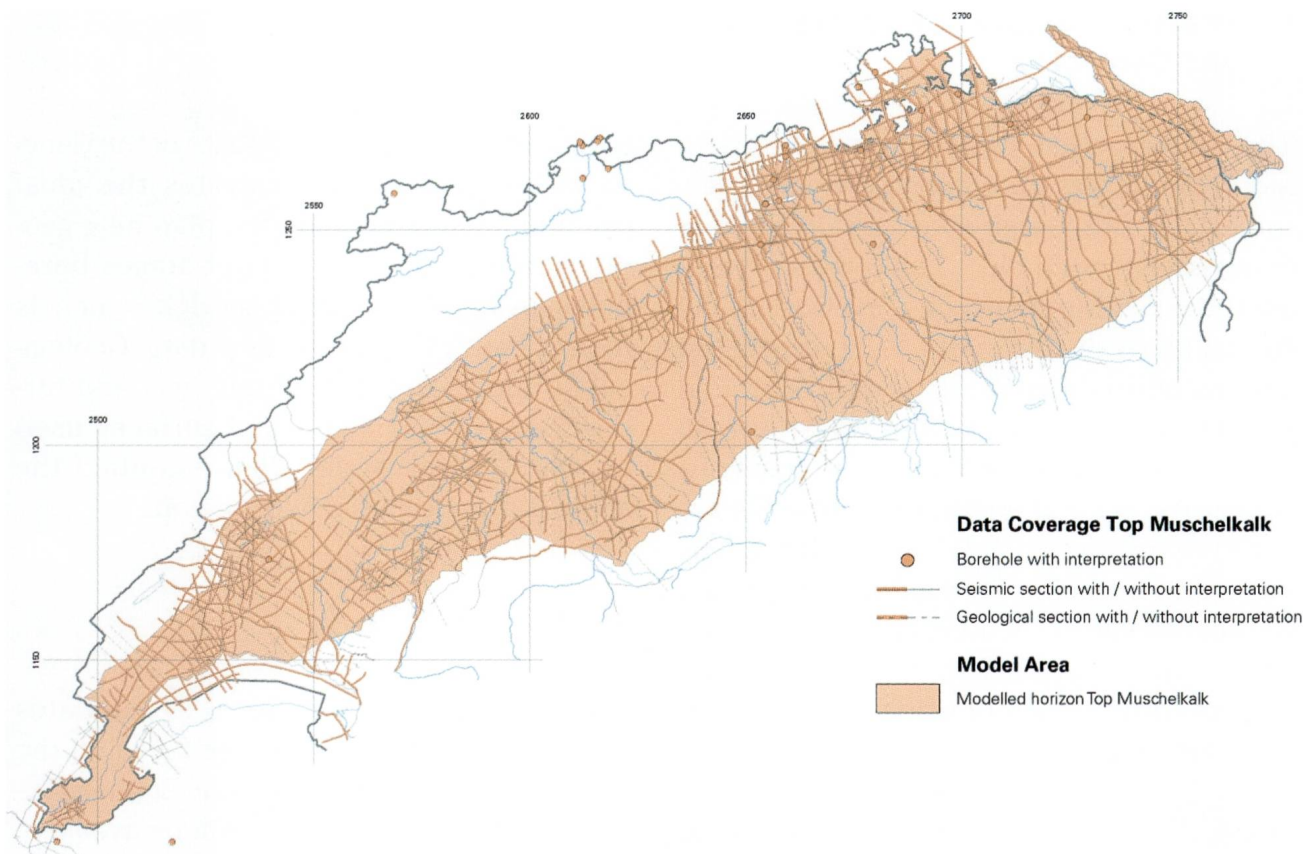 2700
2750
2600
2650
2550
1250
2500
1200
1150
Data Coverage Top Muschelkalk
Borehole with interpretation
Seismic section with / without interpretation
Geological section with / without interpretation
Model Area
Modelled horizon Top Muschelkalk